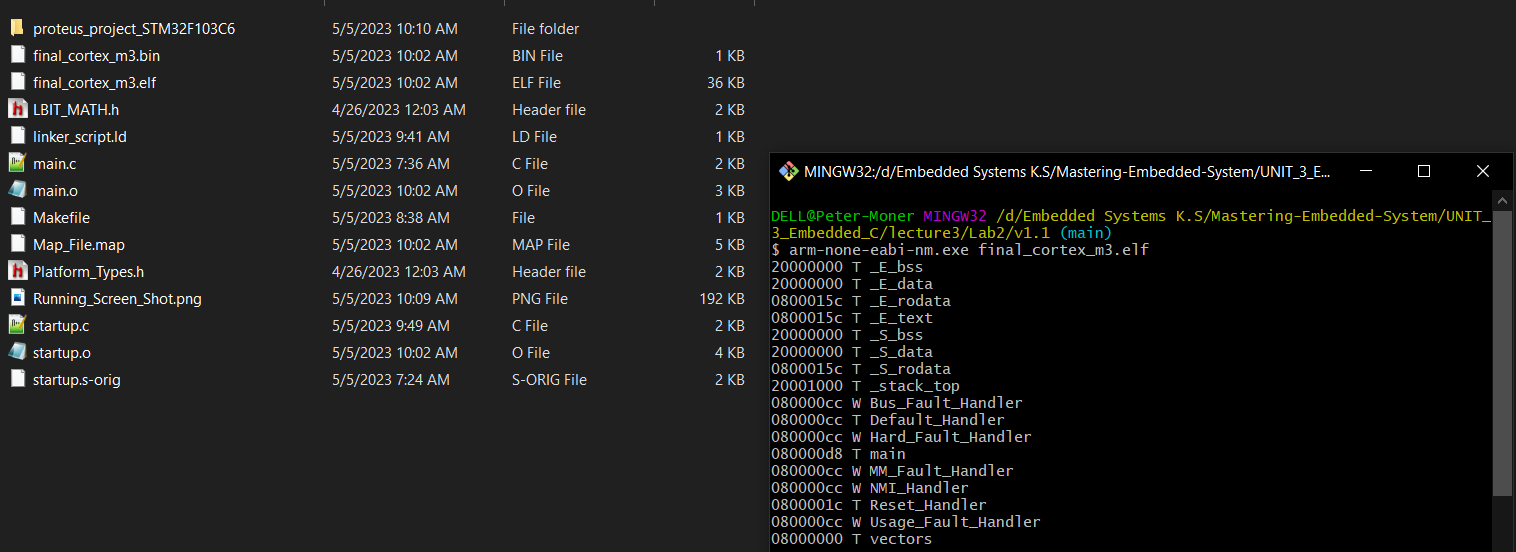 proteus_project_STM32F103C6 5/5/2023 10:10 AM File folder
final_cortex_m3.bin 5/5/2023 10:02 AM BIN File 1 KB
final_cortex_m3.elf 5/5/2023 10:02 AM ELF File 36 KB
LBIT_MATH.h 4/26/2023 12:03 AM Header file 2 KB
linker_script.ld 5/5/2023 9:41 AM LD File 1 KB
main.c 5/5/2023 7:36 AM C File 2 KB
main.o 5/5/2023 10:02 AM O File 3 KB
Makefile 5/5/2023 8:38 AM File 1 KB
Map_File.map 5/5/2023 10:02 AM MAP File 5 KB
Platform_Types.h 4/26/2023 12:03 AM Header file 2 KB
Running_Screen_Shot.png 5/5/2023 10:09 AM PNG File 192 KB
startup.c 5/5/2023 9:49 AM C File 2 KB
startup.o 5/5/2023 10:02 AM O File 4 KB
startup.s-orig 5/5/2023 7:24 AM S-ORIG File 2 KB
MINGW32:/d/Embedded Systems K.S/Mastering-Embedded-System/UNIT_3_E...
DELL@Peter-Moner MINGW32 /d/Embedded Systems K.S/Mastering-Embedded-System/UNIT_
3_Embedded_C/lecture3/Lab2/v1.1 (main)
$ arm-none-eabi-nm.exe final_cortex_m3.elf
20000000 T _E_bss
20000000 T _E_data
0800015c T _E_rodata
0800015c T _E_text
20000000 T _S_bss
20000000 T _S_data
0800015c T _S_rodata
20001000 T _stack_top
080000cc W Bus_Fault_Handler
080000cc T Default_Handler
080000cc W Hard_Fault_Handler
080000d8 T main
080000cc W MM_Fault_Handler
080000cc W NMI_Handler
0800001c T Reset_Handler
080000cc W Usage_Fault_Handler
08000000 T vectors